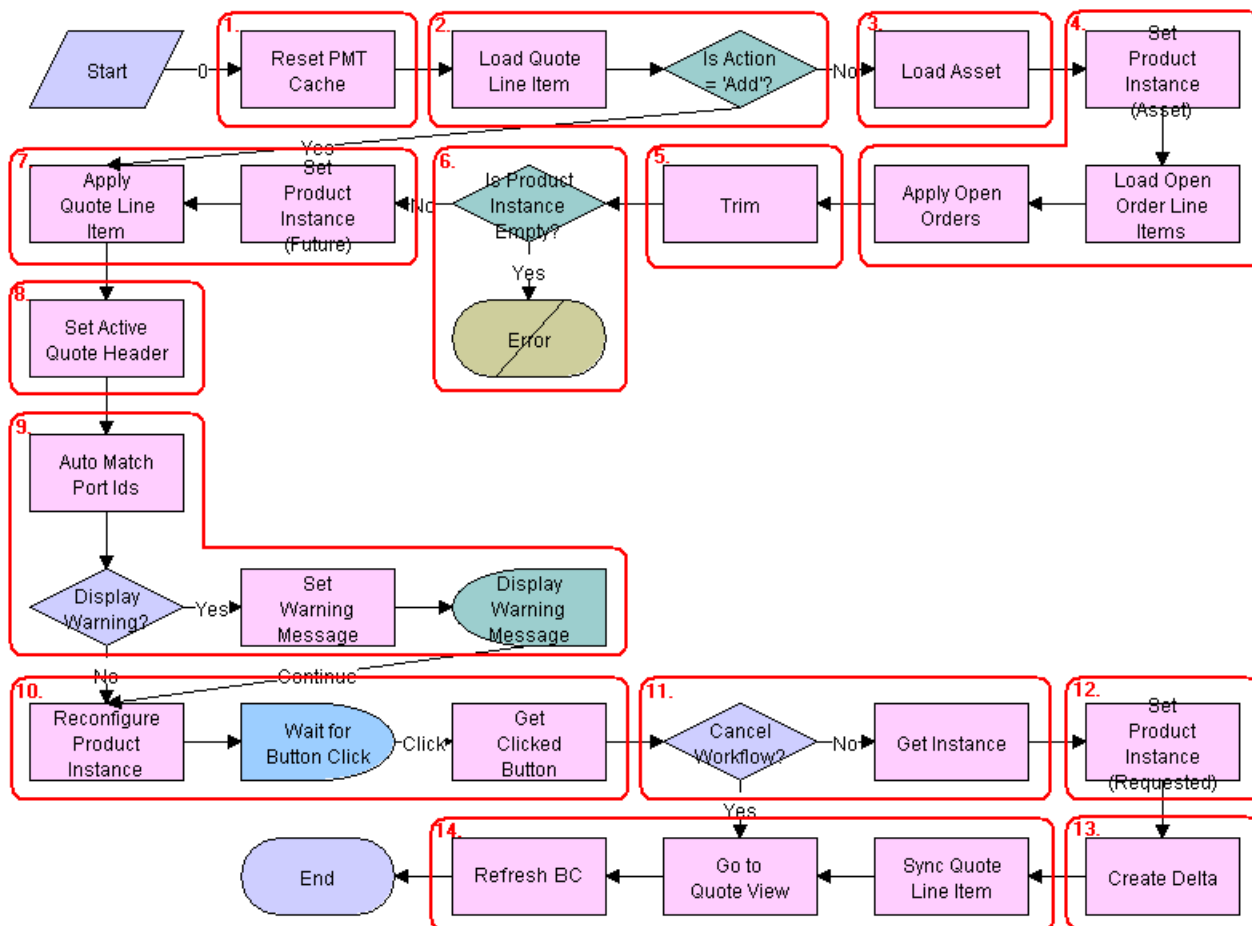 1.
2.
3.
4.
Start
0
Reset PMT
Cache
Load Quote
Line Item
Is Action
= 'Add'?
No
Load Asset
Set
Product
Instance
(Asset)
Yes
7
Apply
Quote Line
Item
Set
Product
Instance
(Future)
No
6.
Is Product
Instance
Empty?
Yes
Error
5.
Trim
Apply Open
Orders
Load Open
Order Line
Items
8.
Set Active
Quote Header
9.
Auto Match
Port Ids
Display
Warning?
Yes
Set
Warning
Message
Display
Warning
Message
No
Continue
10.
Reconfigure
Product
Instance
Wait for
Button Click
Click
Get
Clicked
Button
11.
Cancel
Workflow?
No
Get Instance
12.
Set
Product
Instance
(Requested)
Yes
14.
13.
End
Refresh BC
Go to
Quote View
Sync Quote
Line Item
Create Delta